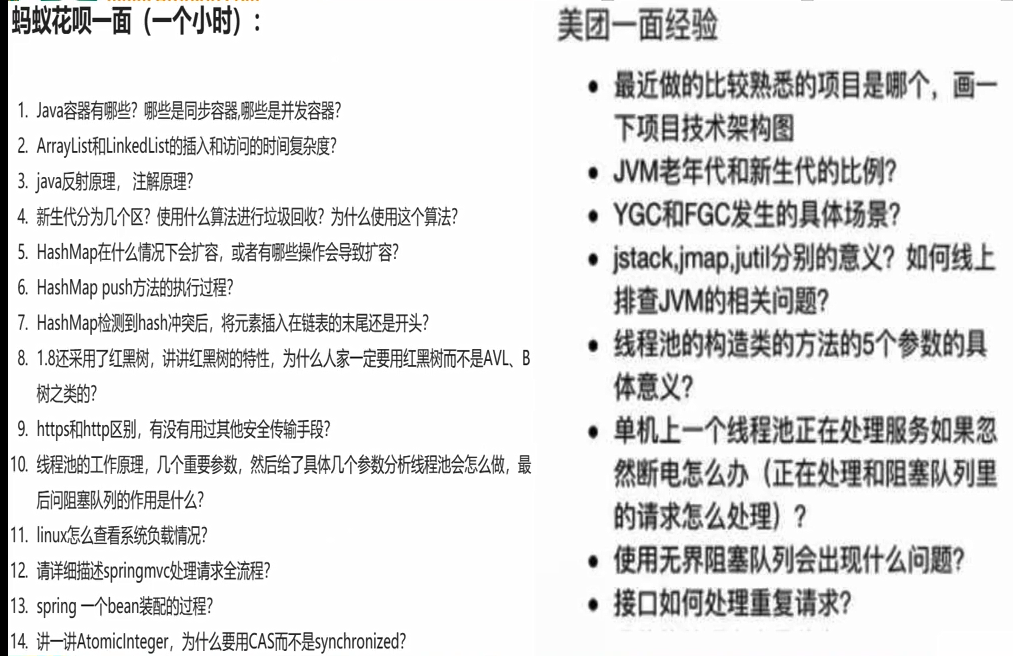 蚂蚁花呗一面（一个小时）：
1. Java容器有哪些？哪些是同步容器,哪些是并发容器？
2. ArrayList和LinkedList的插入和访问的时间复杂度？
3. java反射原理， 注解原理？
4. 新生代分为几个区？使用什么算法进行垃圾回收？为什么使用这个算法？
5. HashMap在什么情况下会扩容，或者有哪些操作会导致扩容？
6. HashMap push方法的执行过程？
7. HashMap检测到hash冲突后，将元素插入在链表的末尾还是开头？
8. 1.8还采用了红黑树，讲讲红黑树的特性，为什么人家一定要用红黑树而不是AVL、B
树之类的？
9. https和http区别，有没有用过其他安全传输手段？
10. 线程池的工作原理，几个重要参数，然后给了具体几个参数分析线程池会怎么做，最
后问阻塞队列的作用是什么？
11. linux怎么查看系统负载情况？
12. 请详细描述springmvc处理请求全流程？
13. spring 一个bean装配的过程？
14. 讲一讲AtomicInteger，为什么要用CAS而不是synchronized？
美团一面经验
• 最近做的比较熟悉的项目是哪个，画一
下项目技术架构图
• JVM老年代和新生代的比例？
• YGC和FGC发生的具体场景？
• jstack,jmap,jutil分别的意义？如何线上
排查JVM的相关问题？
• 线程池的构造类的方法的5个参数的具
体意义？
• 单机上一个线程池正在处理服务如果忽
然断电怎么办（正在处理和阻塞队列里
的请求怎么处理）？
• 使用无界阻塞队列会出现什么问题？
• 接口如何处理重复请求？